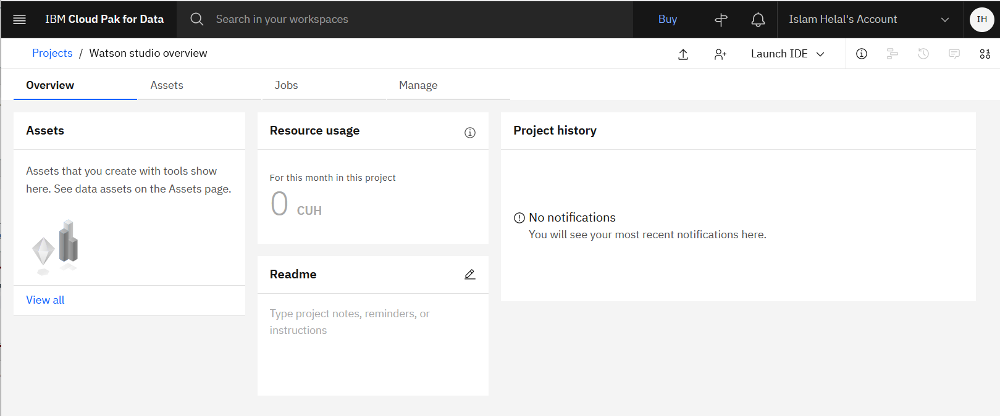 IBM Cloud Pak for Data
Search in your workspaces
Buy
Islam Helal's Account
IH
Projects / Watson studio overview
Launch IDE
Overview
Assets
Jobs
Manage
Assets
Assets that you create with tools show
here. See data assets on the Assets page.
View all
Resource usage
For this month in this project
0 CUH
Readme
Type project notes, reminders, or
instructions
Project history
No notifications
You will see your most recent notifications here.